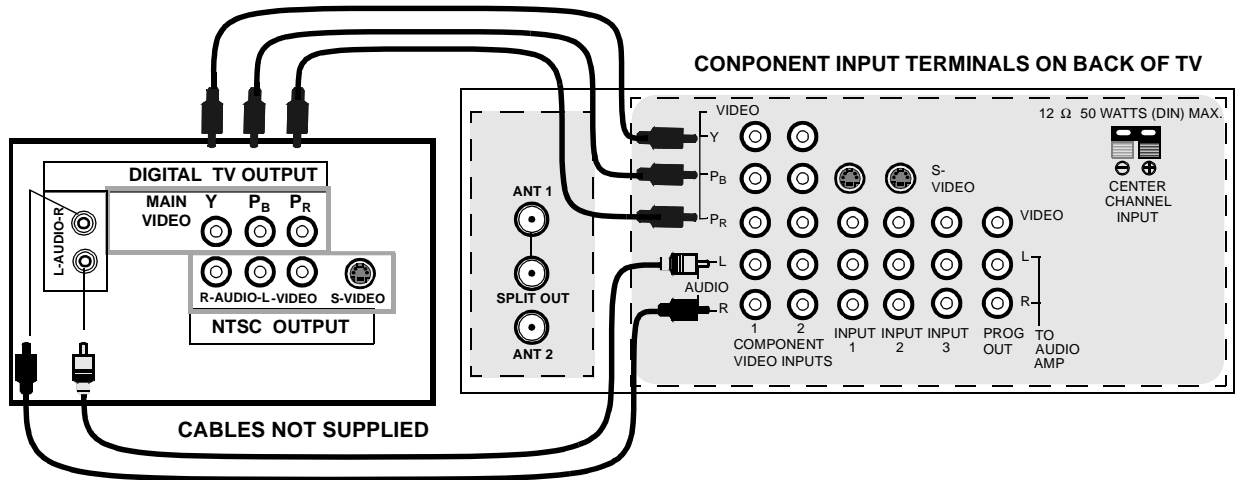 CONPONENT INPUT TERMINALS ON BACK OF TV
DIGITAL TV OUTPUT
MAIN VIDEO
Y PB PR
L-AUDIO-R
R-AUDIO-L-VIDEO S-VIDEO
NTSC OUTPUT
CABLES NOT SUPPLIED
ANT 1
SPLIT OUT
ANT 2
VIDEO
Y
PB
PR
L
AUDIO
R
S-
VIDEO
12 Ω 50 WATTS (DIN) MAX.
⊖ ⊕
CENTER
CHANNEL
INPUT
VIDEO
L
R
1 2
COMPONENT
VIDEO INPUTS
INPUT
1
INPUT
2
INPUT
3
PROG
OUT
TO
AUDIO
AMP